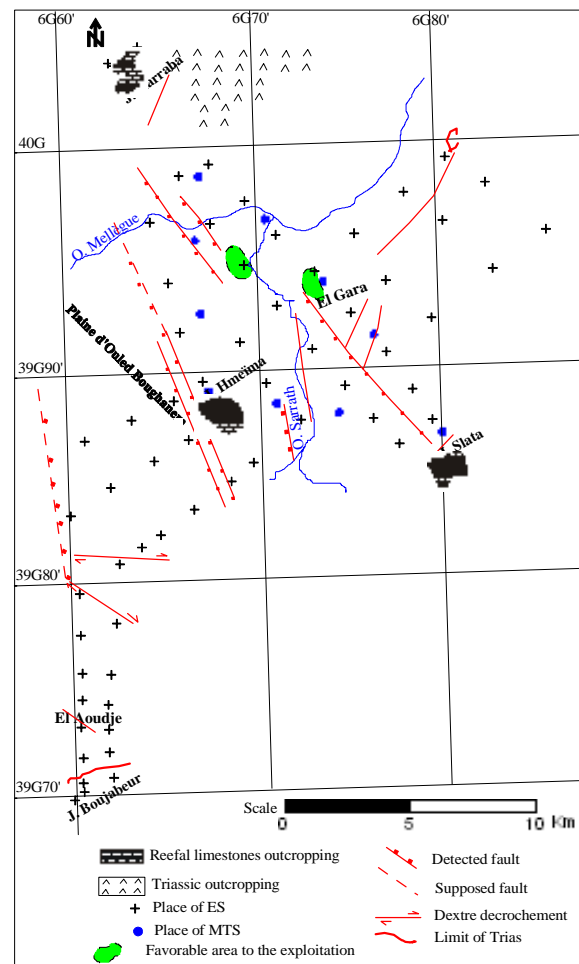 6G60' 6G70' 6G80'
N
40G
O. Mellegue
El Gara
Plaine d'Ouled Boughanez
Hmeïma
39G90'
O. Sarrath
Slata
39G80'
El Aoudje
39G70'
J. Boujabeur
Scale
0 5 10 Km
Reefal limestones outcropping
Triassic outcropping
Place of ES
Place of MTS
Favorable area to the exploitation
Detected fault
Supposed fault
Dextre decrochement
Limit of Trias